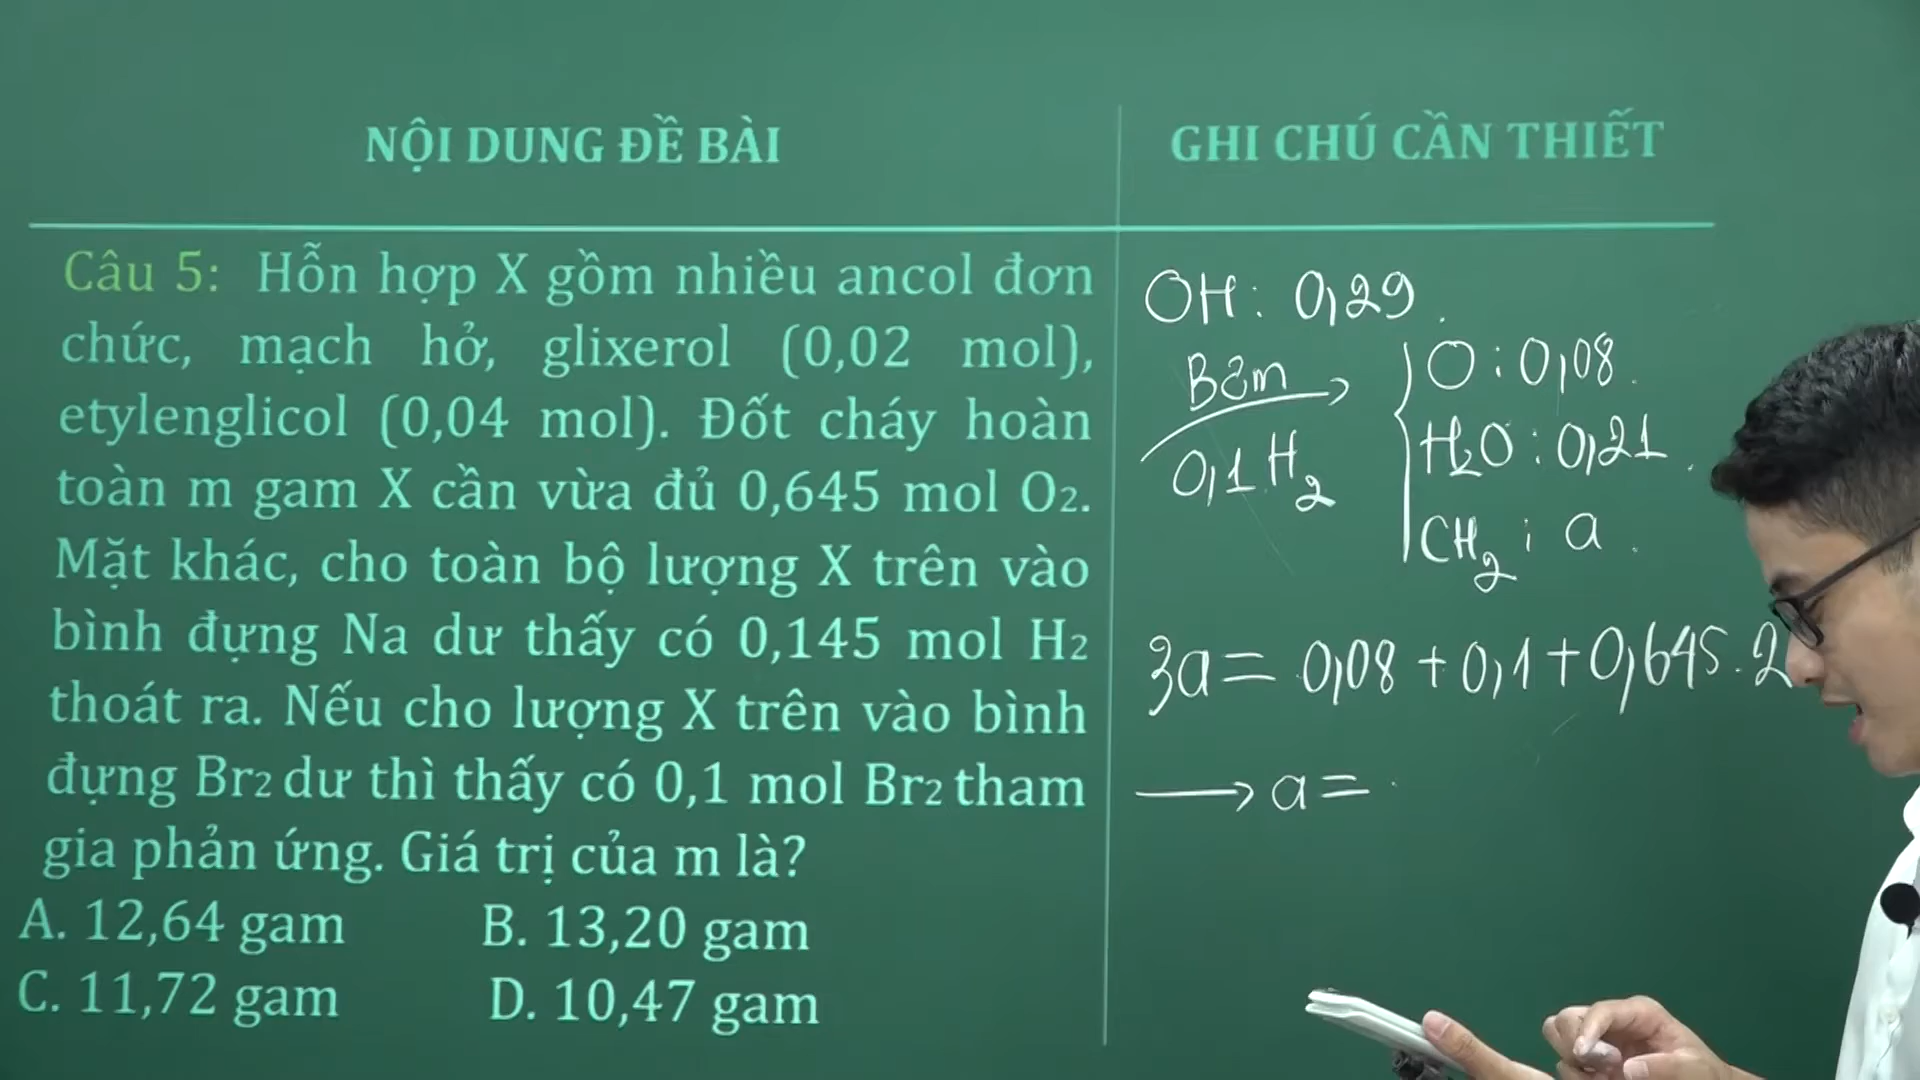 NỘI DUNG ĐỀ BÀI
GHI CHÚ CẦN THIẾT
Câu 5: Hỗn hợp X gồm nhiều ancol đơn
chức, mạch hở, glixerol (0,02 mol),
etylenglicol (0,04 mol). Đốt cháy hoàn
toàn m gam X cần vừa đủ 0,645 mol O2.
Mặt khác, cho toàn bộ lượng X trên vào
bình đựng Na dư thấy có 0,145 mol H2
thoát ra. Nếu cho lượng X trên vào bình
đựng Br2 dư thì thấy có 0,1 mol Br2 tham
gia phản ứng. Giá trị của m là?
A. 12,64 gam B. 13,20 gam
C. 11,72 gam D. 10,47 gam
OH: 0,29.
Bơm
0,1 H2
O: 0,08.
H2O: 0,21.
CH2: a.
3a = 0,08 + 0,1 + 0,645.2
→ a =